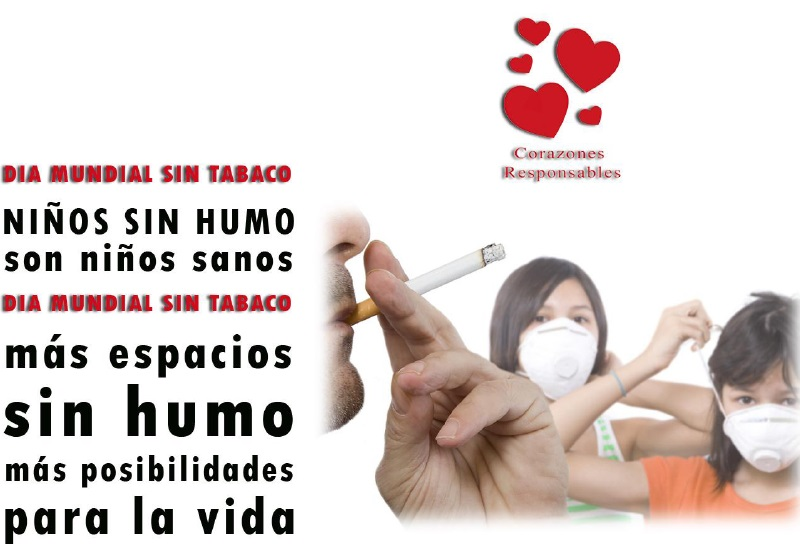 Corazones
Responsables
DIA MUNDIAL SIN TABACO
NIÑOS SIN HUMO
son niños sanos
DIA MUNDIAL SIN TABACO
más espacios
sin humo
más posibilidades
para la vida